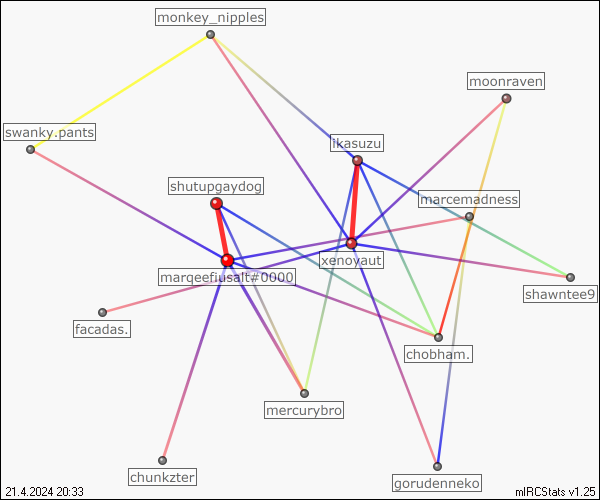 monkey_nipples
moonraven
swanky.pants
ikasuzu
shutupgaydog
marcemadness
xenoyaut
marqeefiusalt#0000
shawntee9
facadas.
chobham.
mercurybro
chunkzter
gorudenneko
21.4.2024 20:33
mIRCStats v1.25